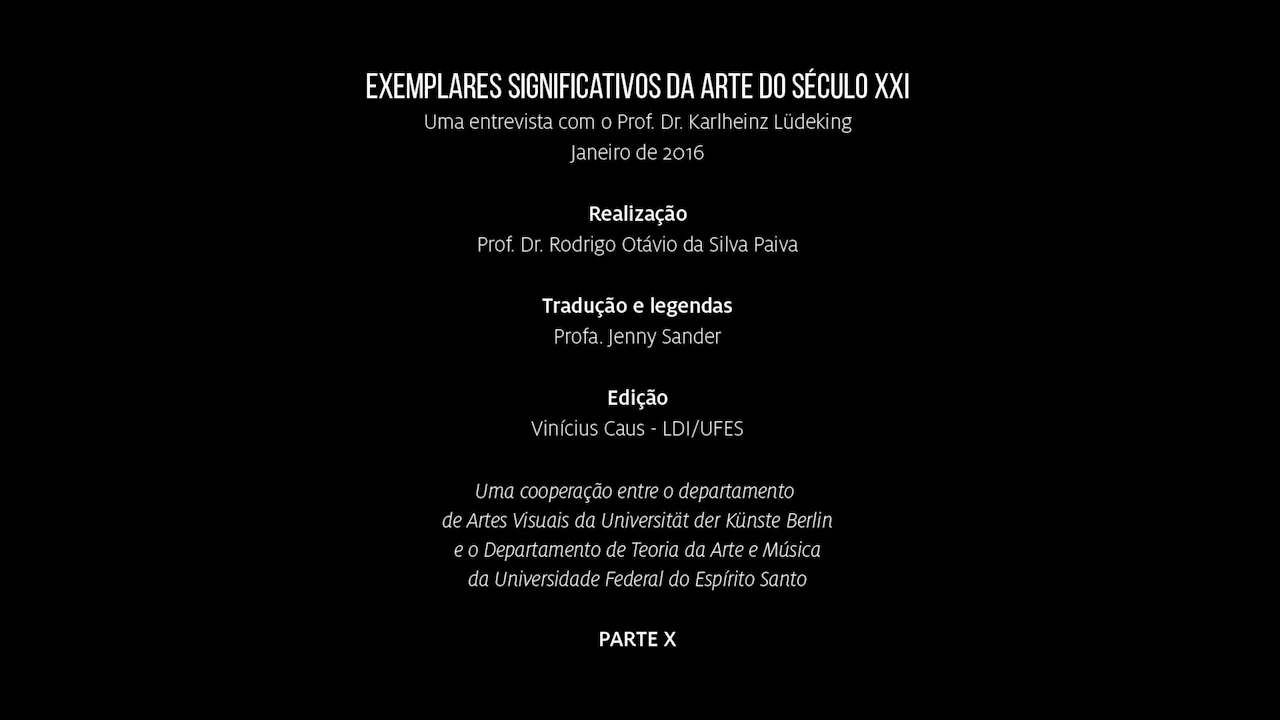 EXEMPLARES SIGNIFICATIVOS DA ARTE DO SÉCULO XXI
Uma entrevista com o Prof. Dr. Karlheinz Lüdeking
Janeiro de 2016
Realização
Prof. Dr. Rodrigo Otávio da Silva Paiva
Tradução e legendas
Profa. Jenny Sander
Edição
Vinícius Caus - LDI/UFES
Uma cooperação entre o departamento
de Artes Visuais da Universität der Künste Berlin
e o Departamento de Teoria da Arte e Música
da Universidade Federal do Espírito Santo
PARTE X